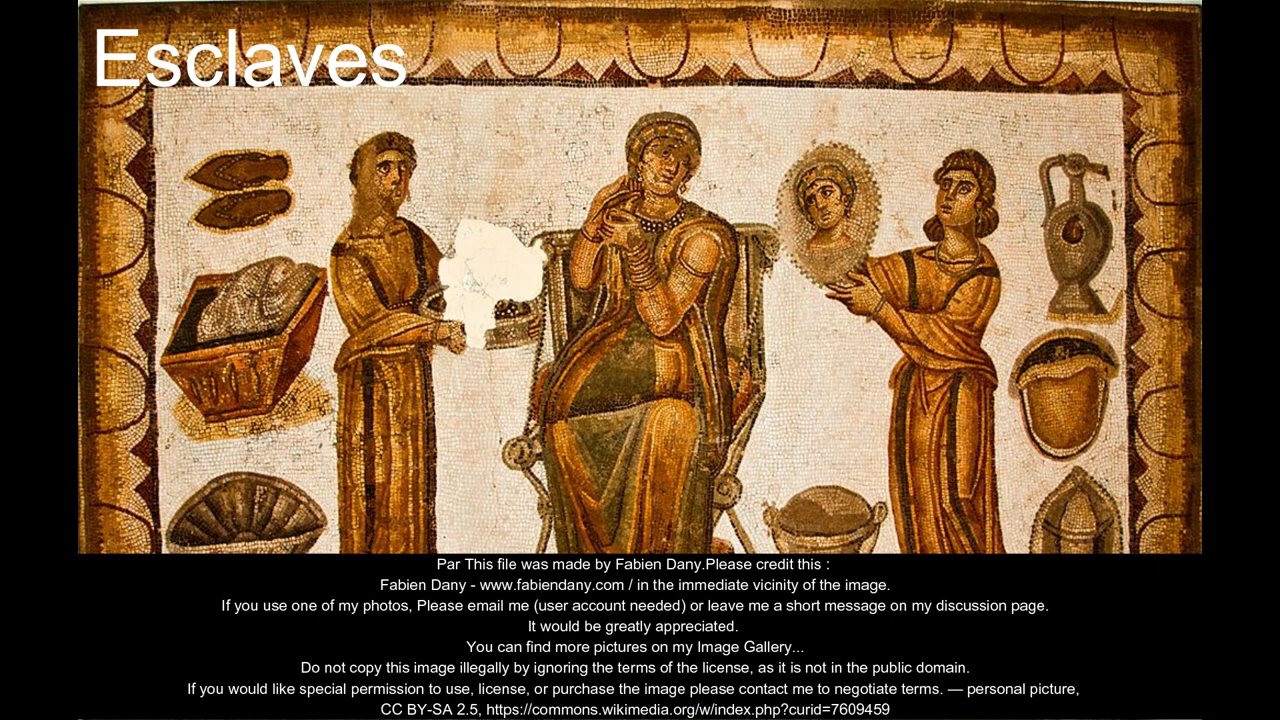 Esclaves
Par This file was made by Fabien Dany.Please credit this :
Fabien Dany - www.fabiendany.com / in the immediate vicinity of the image.
If you use one of my photos, Please email me (user account needed) or leave me a short message on my discussion page.
It would be greatly appreciated.
You can find more pictures on my Image Gallery...
Do not copy this image illegally by ignoring the terms of the license, as it is not in the public domain.
If you would like special permission to use, license, or purchase the image please contact me to negotiate terms. — personal picture,
CC BY-SA 2.5, https://commons.wikimedia.org/w/index.php?curid=7609459